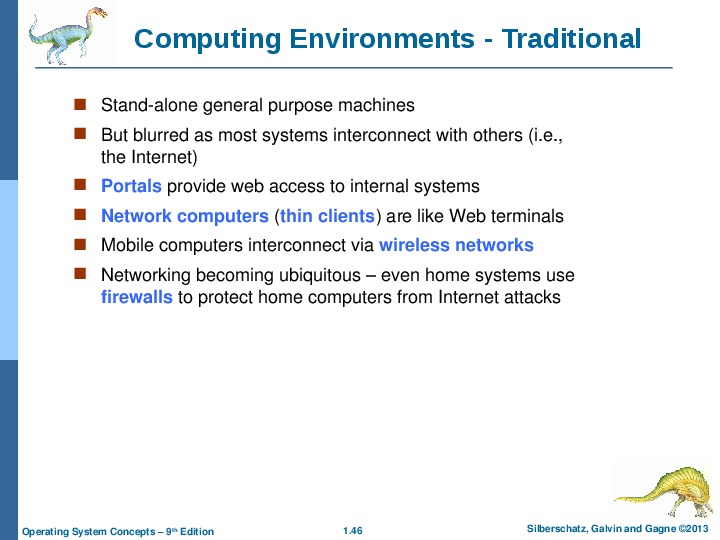 Computing Environments - Traditional
Stand-alone general purpose machines
But blurred as most systems interconnect with others (i.e.,
the Internet)
Portals provide web access to internal systems
Network computers (thin clients) are like Web terminals
Mobile computers interconnect via wireless networks
Networking becoming ubiquitous – even home systems use
firewalls to protect home computers from Internet attacks
Operating System Concepts – 9th Edition
1.46
Silberschatz, Galvin and Gagne ©2013